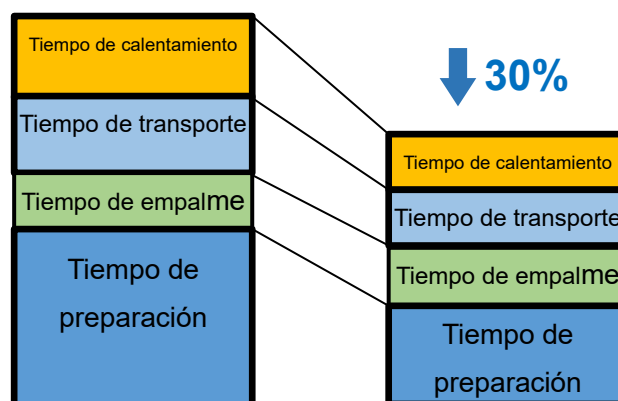 Tiempo de calentamiento
Tiempo de transporte
Tiempo de empalme
Tiempo de
preparación
30%
Tiempo de calentamiento
Tiempo de transporte
Tiempo de empalme
Tiempo de
preparación